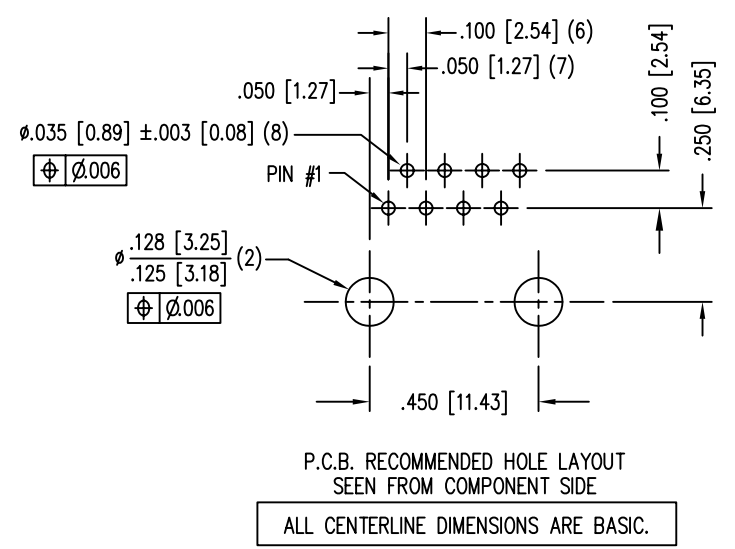 .100 [2.54] (6)
.050 [1.27] (7)
.050 [1.27]
.100 [2.54]
.250 [6.35]
ø.035 [0.89] ±.003 [0.08] (8)
⌖ Ø.006
PIN #1
ø .128 [3.25]
.125 [3.18] (2)
⌖ Ø.006
.450 [11.43]
P.C.B. RECOMMENDED HOLE LAYOUT
SEEN FROM COMPONENT SIDE
ALL CENTERLINE DIMENSIONS ARE BASIC.